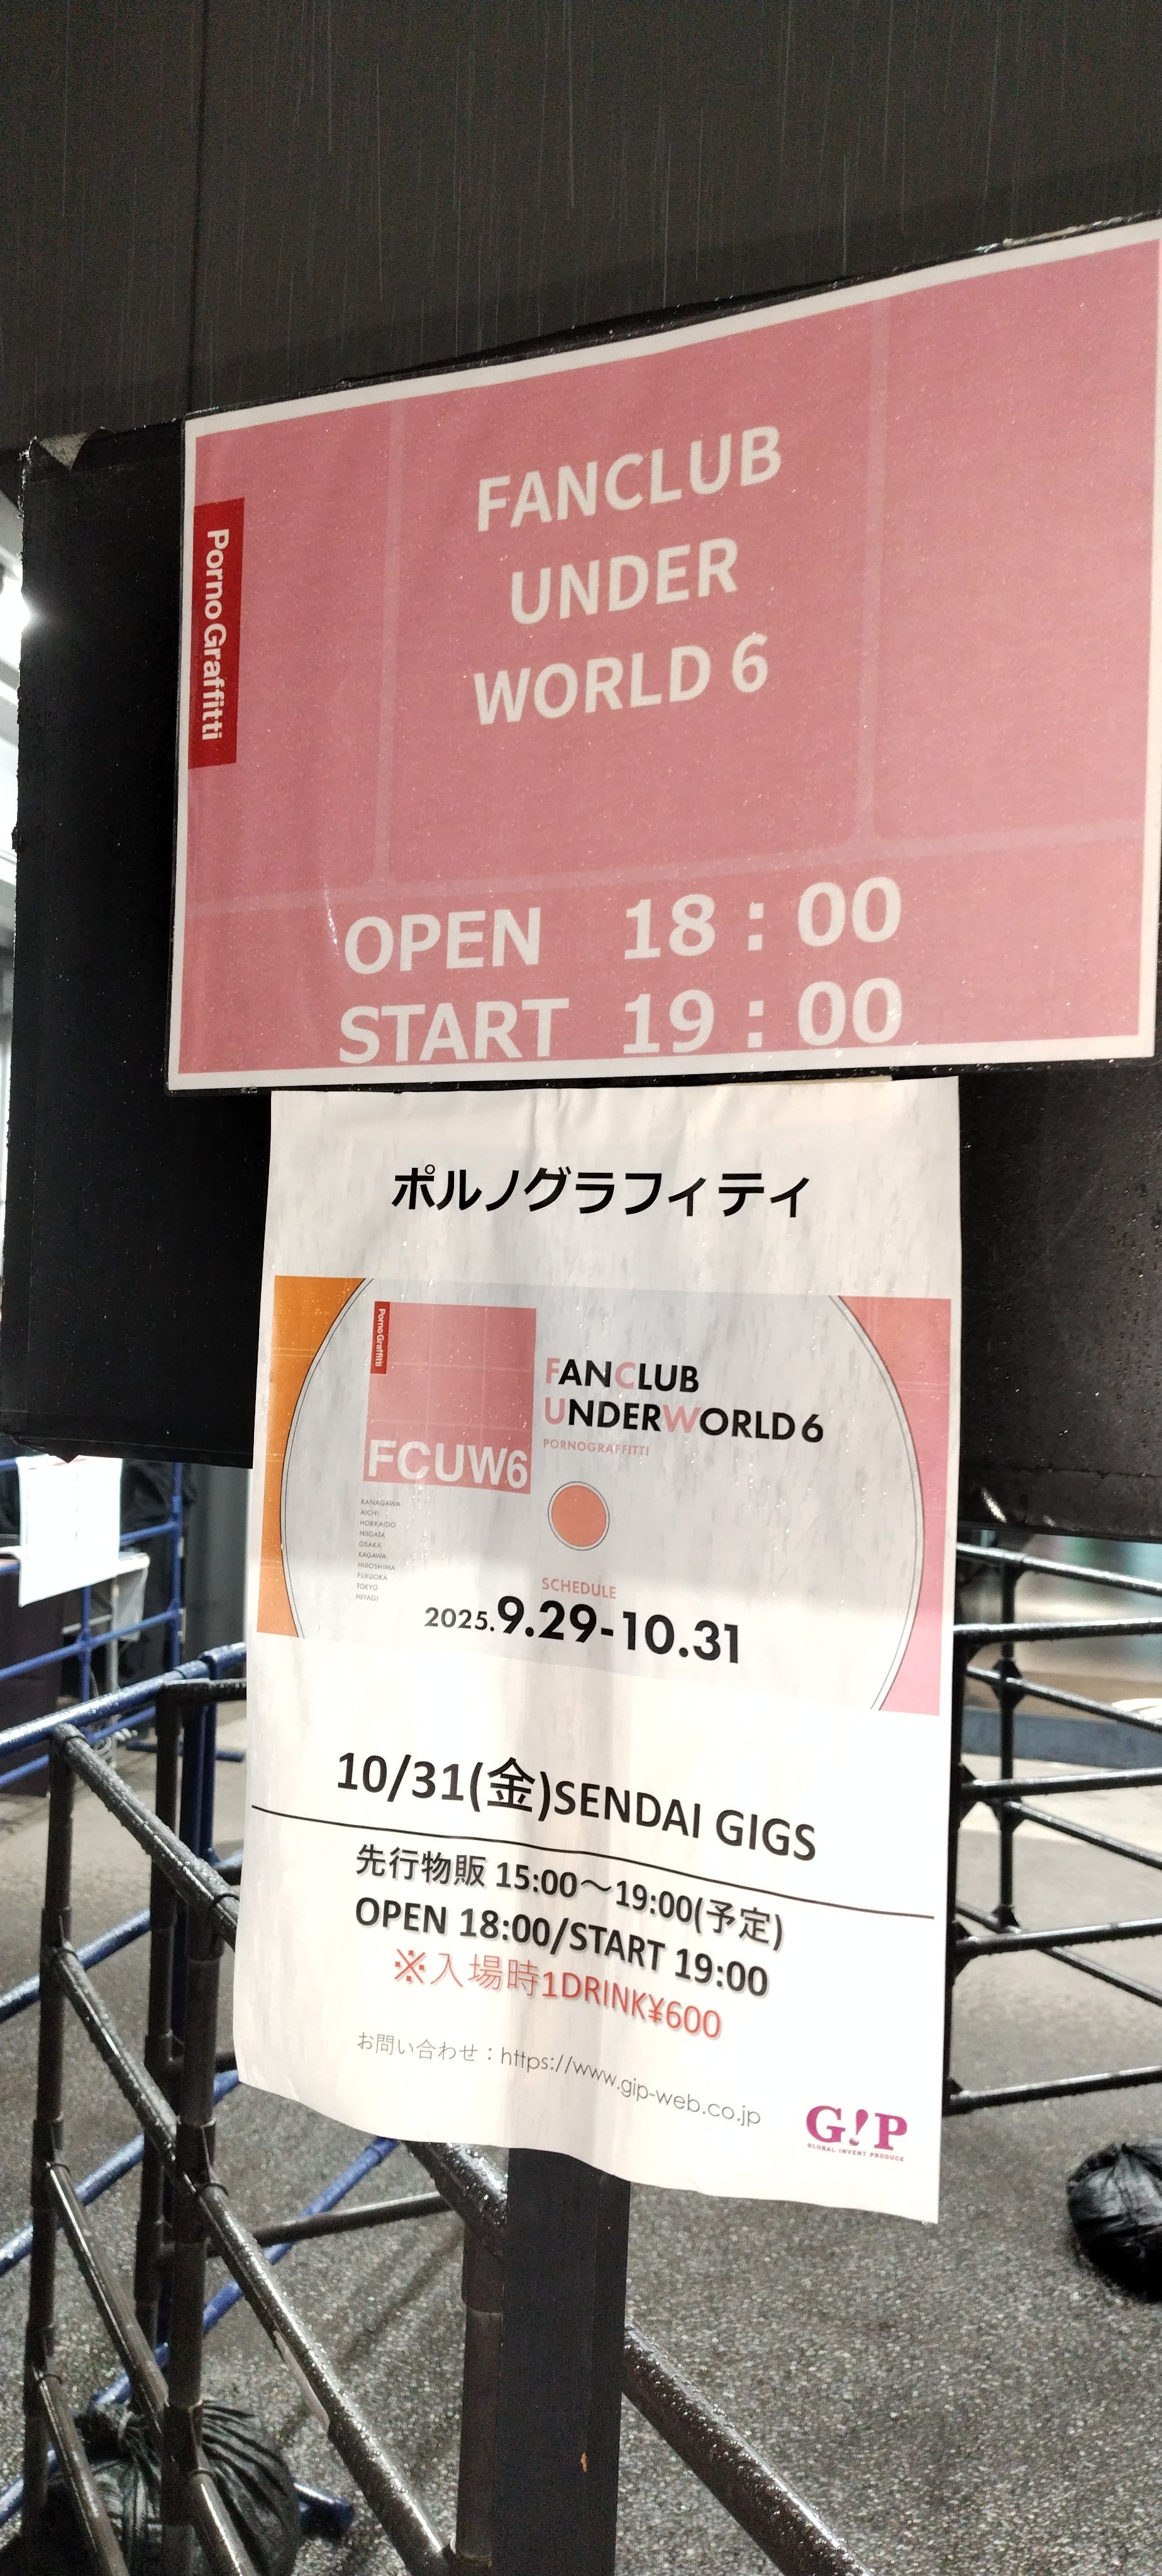 Porno Graffitti
FANCLUB
UNDER
WORLD 6
OPEN 18：00
START 19：00
ポルノグラフィティ
Porno Graffitti
FCUW6
FANCLUB
UNDERWORLD 6
PORNOGRAFFITTI
KANAGAWA
AICHI
HOKKAIDO
NIIGATA
OSAKA
KAGAWA
HIROSHIMA
FUKUOKA
TOKYO
MIYAGI
SCHEDULE
2025.9.29-10.31
10/31(金)SENDAI GIGS
先行物販 15:00～19:00(予定)
OPEN 18:00/START 19:00
※入場時1DRINK¥600
お問い合わせ：https://www.gip-web.co.jp
G!P
GLOBAL INVENT PRODUCE